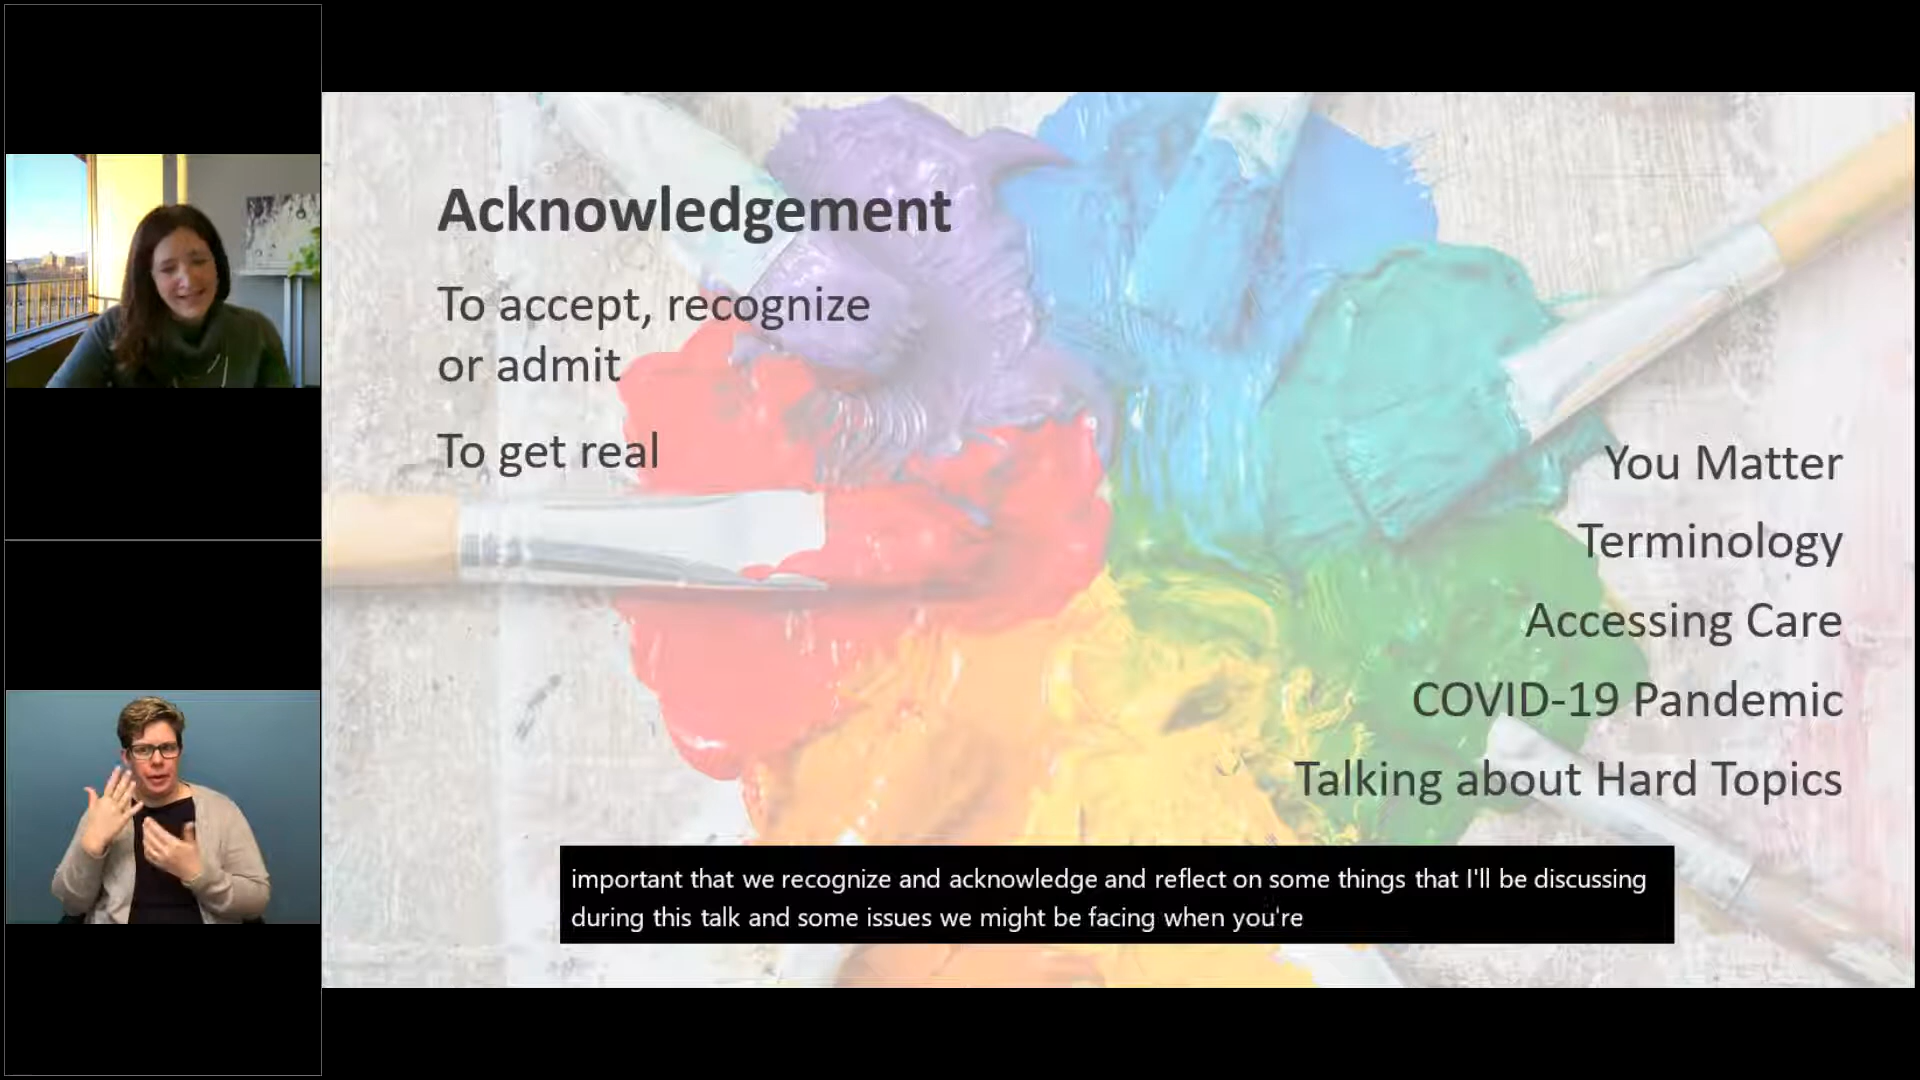 Acknowledgement
To accept, recognize
or admit
To get real
You Matter
Terminology
Accessing Care
COVID-19 Pandemic
Talking about Hard Topics
important that we recognize and acknowledge and reflect on some things that I'll be discussing
during this talk and some issues we might be facing when you're